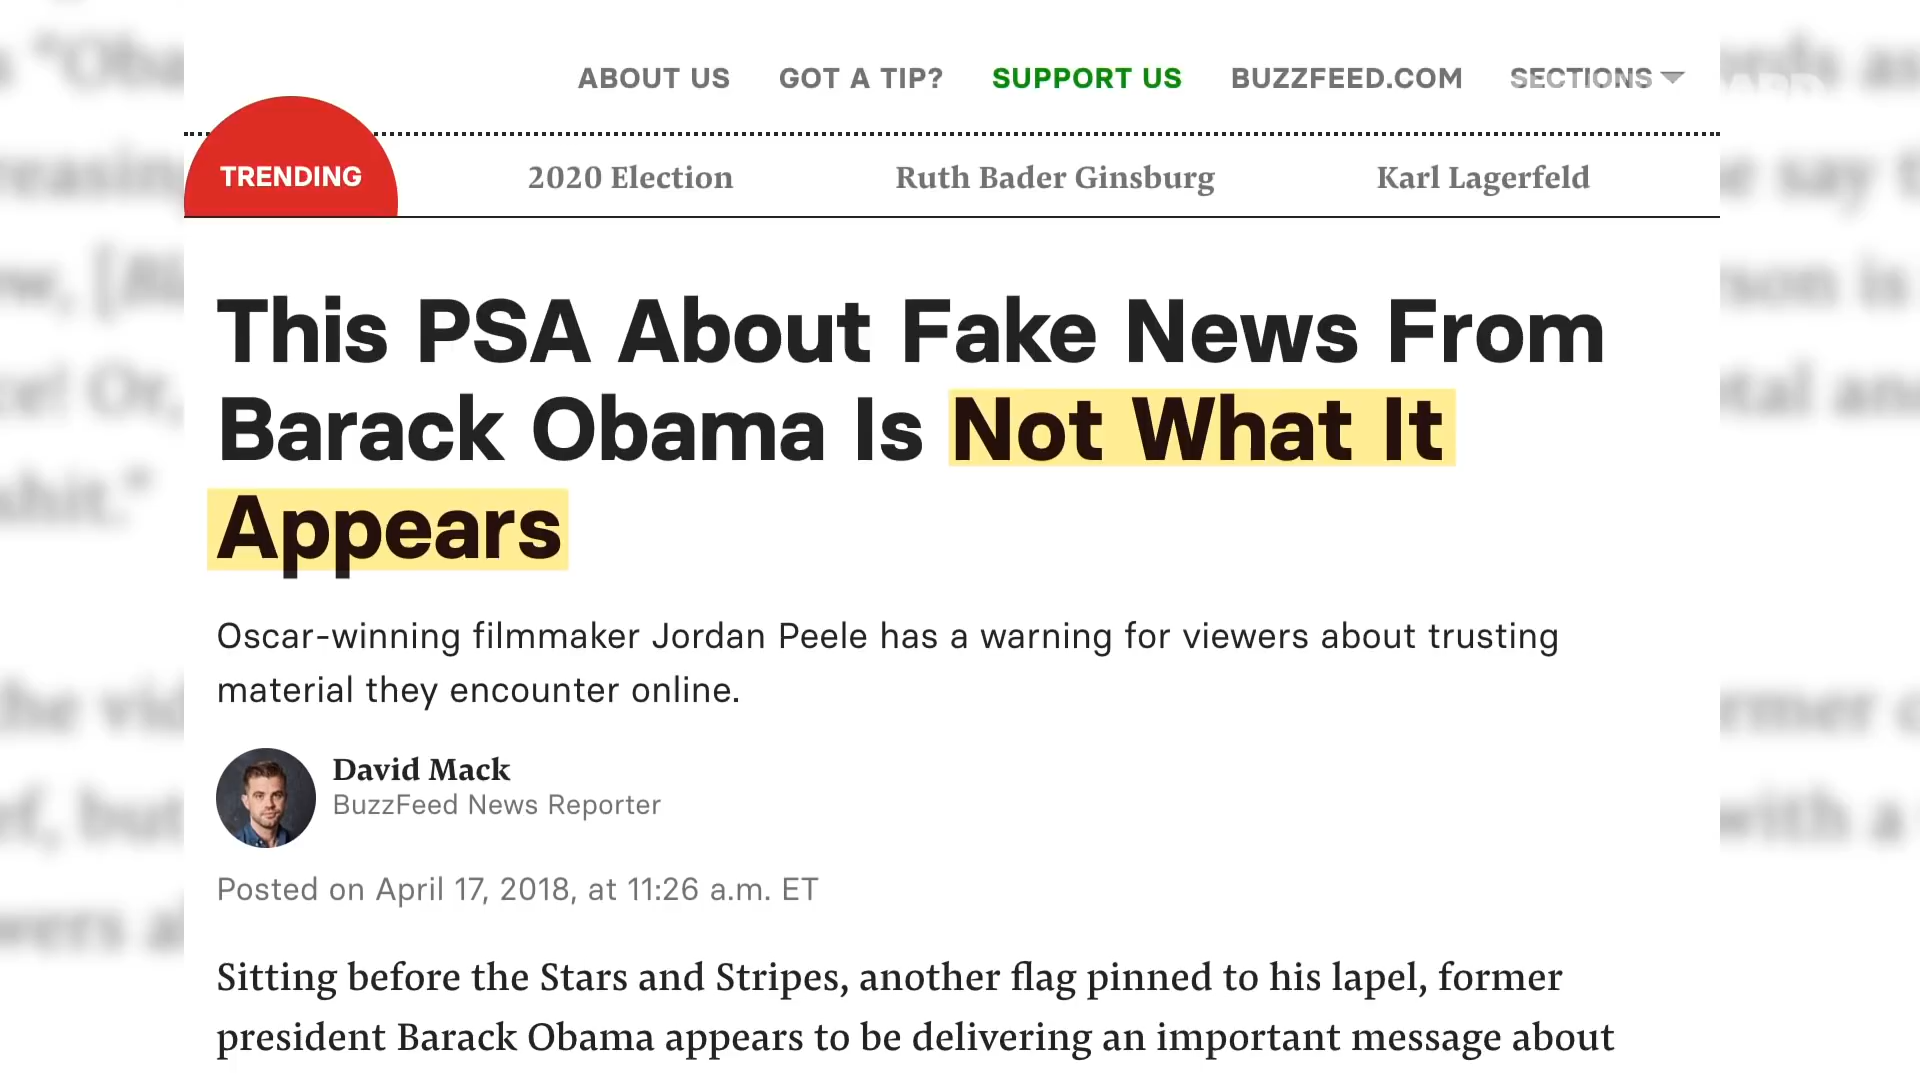 ABOUT US GOT A TIP? SUPPORT US BUZZFEED.COM SECTIONS
TRENDING 2020 Election Ruth Bader Ginsburg Karl Lagerfeld
This PSA About Fake News From
Barack Obama Is Not What It
Appears
Oscar-winning filmmaker Jordan Peele has a warning for viewers about trusting
material they encounter online.
David Mack
BuzzFeed News Reporter
Posted on April 17, 2018, at 11:26 a.m. ET
Sitting before the Stars and Stripes, another flag pinned to his lapel, former
president Barack Obama appears to be delivering an important message about